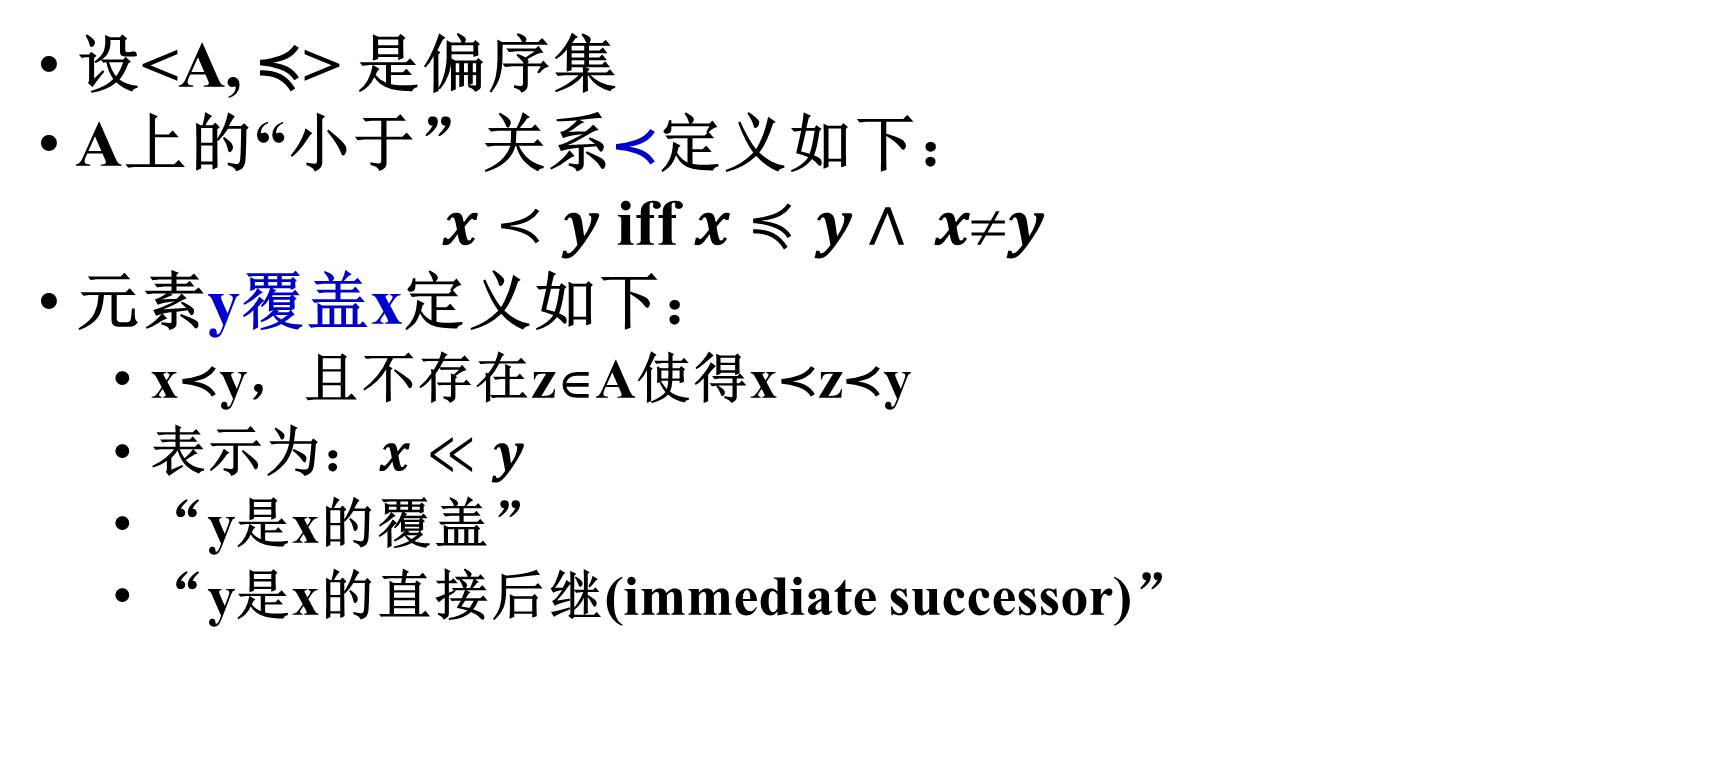 • 设<A, ≼> 是偏序集
• A上的“小于”关系≺定义如下：
x ≺ y iff x ≼ y ∧ x≠y
• 元素y覆盖x定义如下：
• x≺y，且不存在z∈A使得x≺z≺y
• 表示为：x ≪ y
• “y是x的覆盖”
• “y是x的直接后继(immediate successor)”